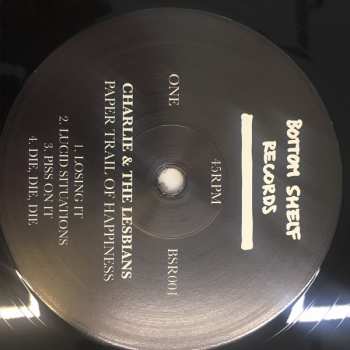 BOTTOM SHELF
RECORDS
45RPM
ONE
BSR001
CHARLIE & THE LESBIANS
PAPER TRAIL OF HAPPINESS
1. LOSING IT
2. LUCID SITUATIONS
3. PISS ON IT
4. DIE, DIE, DIE